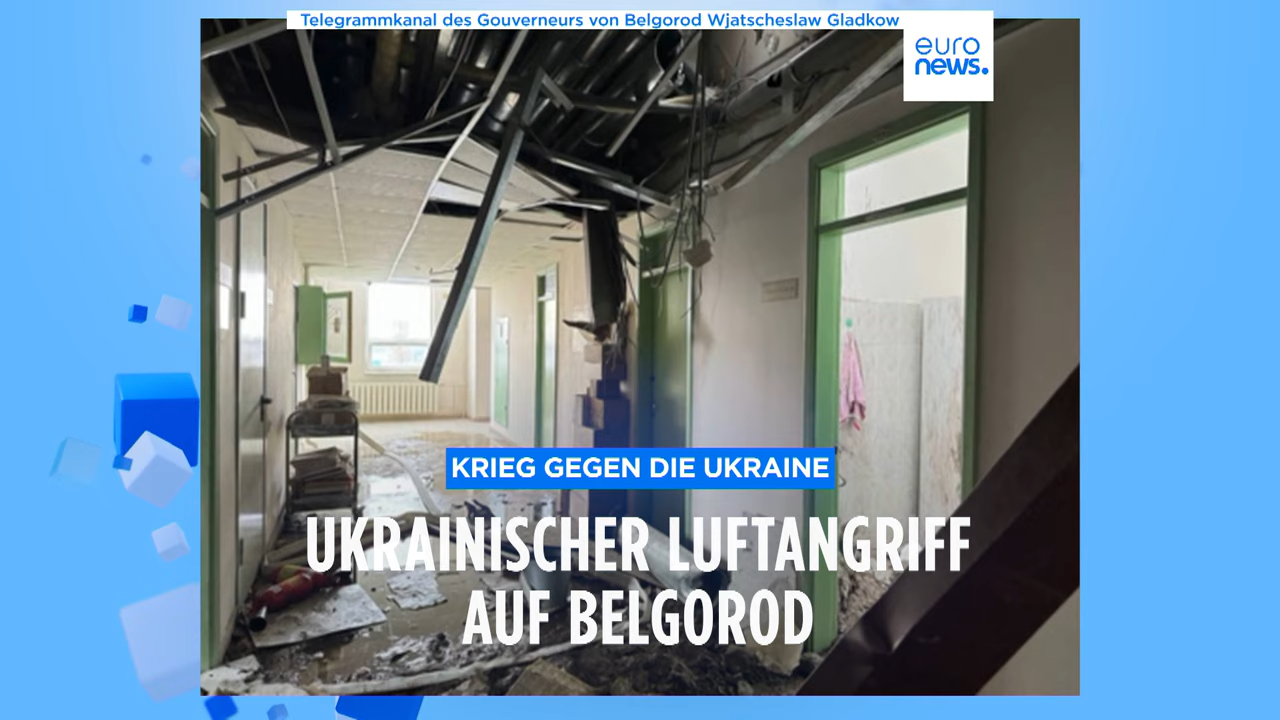 Telegrammkanal des Gouverneurs von Belgorod Wjatscheslaw Gladkow
euro
news.
KRIEG GEGEN DIE UKRAINE
UKRAINISCHER LUFTANGRIFF
AUF BELGOROD